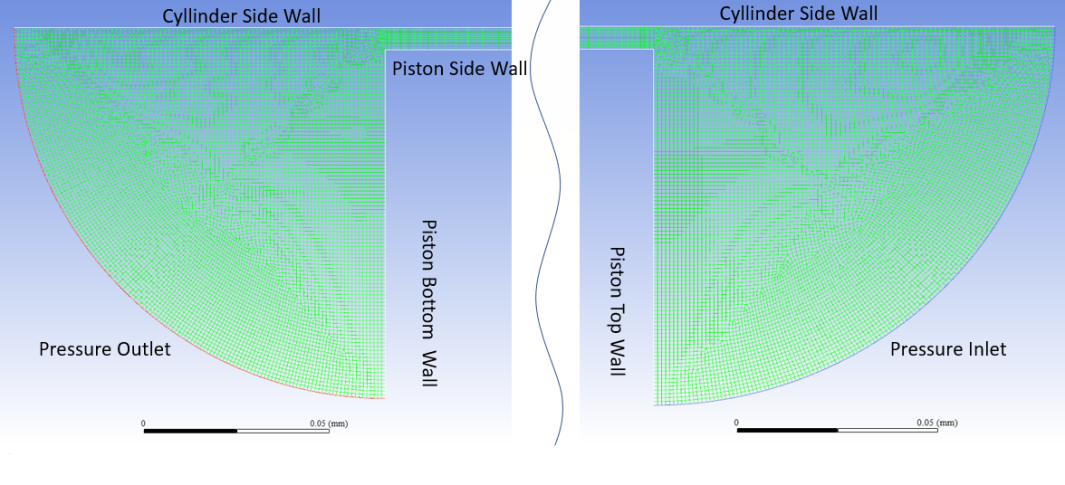 Cyllinder Side Wall
Piston Side Wall
Piston Bottom Wall
Pressure Outlet
0
0.05 (mm)
Cyllinder Side Wall
Piston Top Wall
Pressure Inlet
0
0.05 (mm)